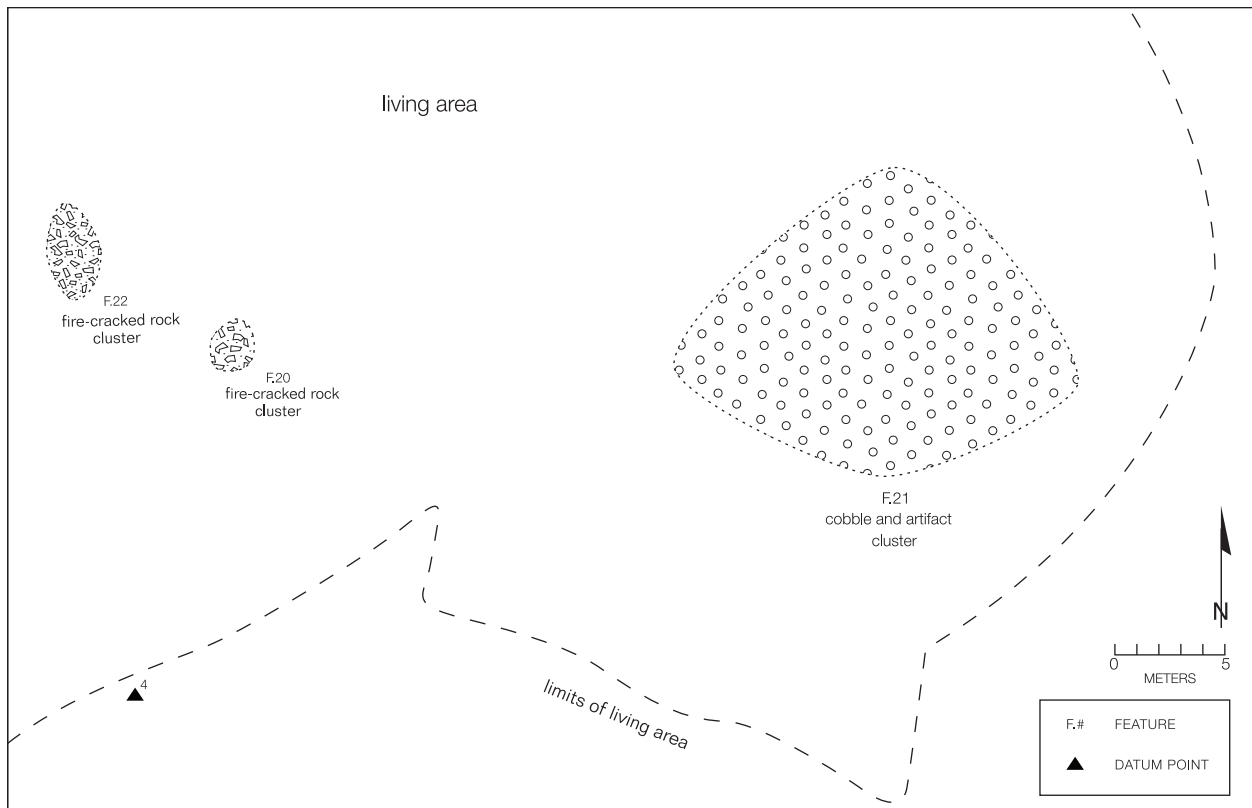 living area
F.22
fire-cracked rock
cluster
F.20
fire-cracked rock
cluster
F.21
cobble and artifact
cluster
4
limits of living area
N
0 5
METERS
F.# FEATURE
DATUM POINT